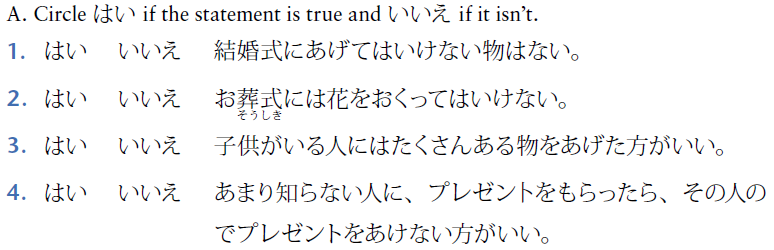 A. Circle はい if the statement is true and いいえ if it isn't.
1. はい いいえ 結婚式にあげてはいけない物はない。
2. はい いいえ お葬式には花をおくってはいけない。
そうしき
3. はい いいえ 子供がいる人にはたくさんある物をあげた方がいい。
4. はい いいえ あまり知らない人に、プレゼントをもらったら、その人の
でプレゼントをあけない方がいい。